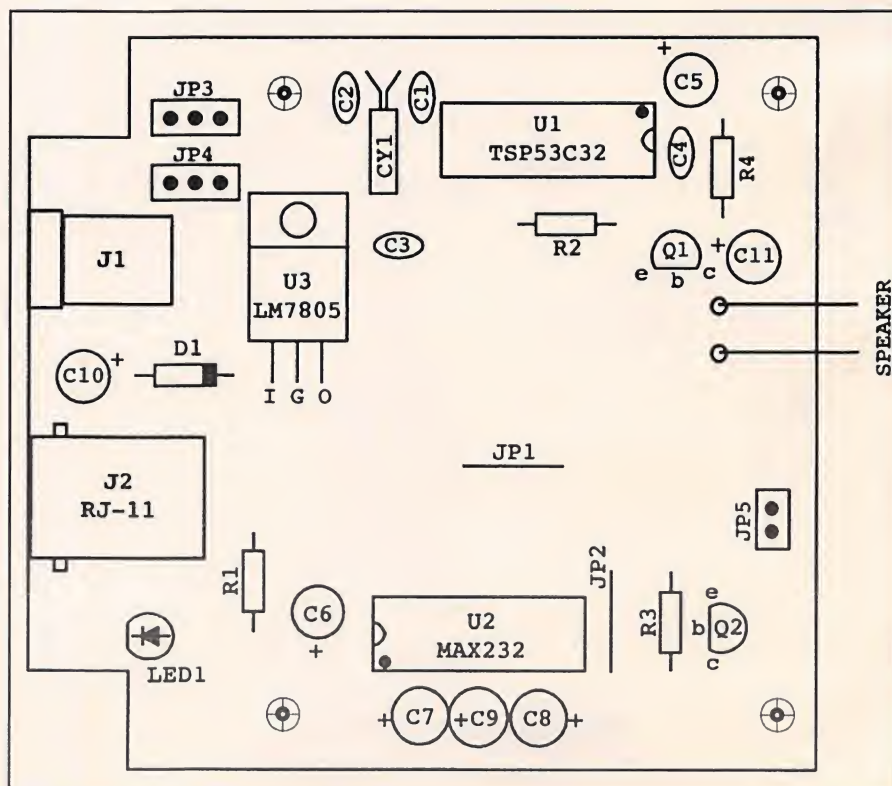 JP3
C2
C1
+
C5
U1
TSP53C32
JP4
CY1
C4
R4
J1
U3
LM7805
C3
R2
Q1
e
b
c
+
C11
SPEAKER
C10
+
D1
I G O
J2
RJ-11
JP1
JP5
R1
C6
+
U2
MAX232
JP2
R3
e
b
Q2
c
LED1
+
C7
+
C9
C8
+